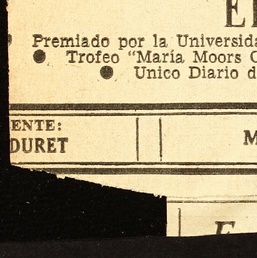 Premiado por la Universida
Trofeo "María Moors C
Unico Diario d
ENTE:
DURET
M